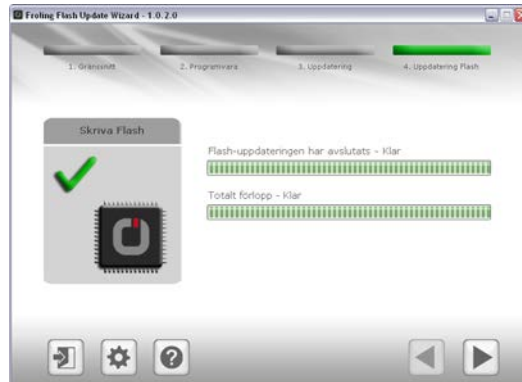 Froling Flash Update Wizard - 1.0.2.0
1. Gränssnitt
2. Programvara
3. Uppdatering
4. Uppdatering Flash
Skriva Flash
Flash-uppdateringen har avslutats - Klar
Totalt förlopp - Klar